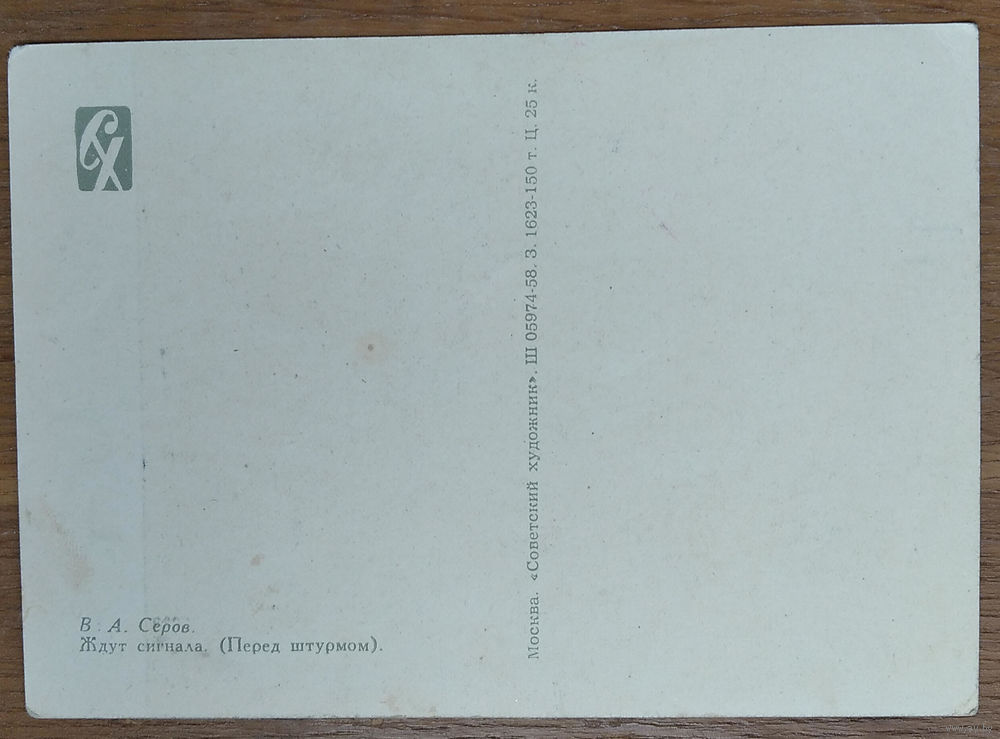 СХ
В. А. Серов.
Ждут сигнала. (Перед штурмом).
Москва. «Советский художник». Ш 05974-58. З. 1623-150 т. Ц. 25 к.